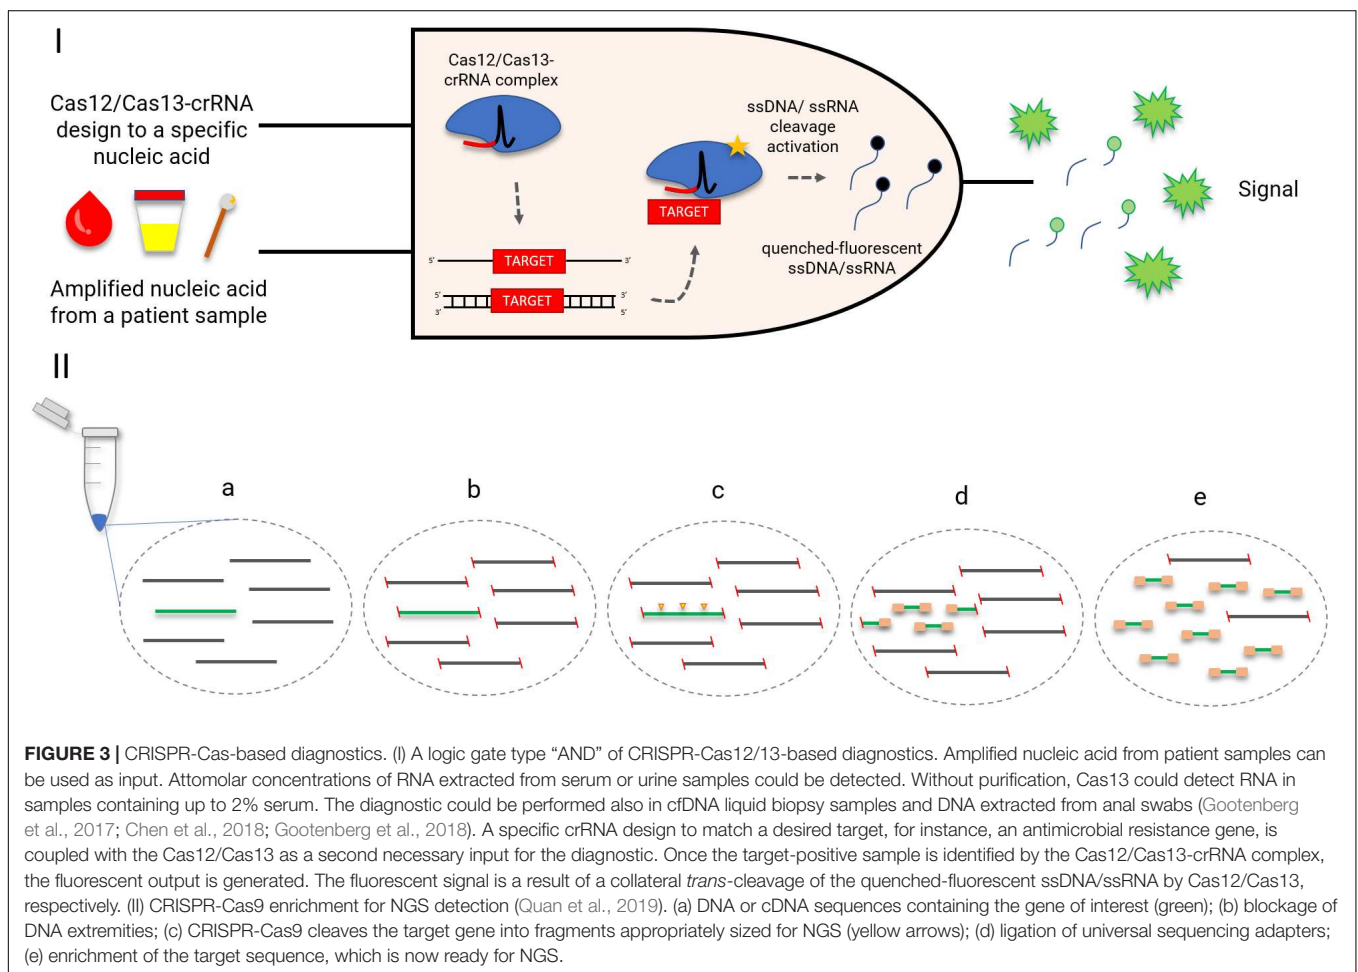 I
Cas12/Cas13-crRNA
design to a specific
nucleic acid
Amplified nucleic acid
from a patient sample
Cas12/Cas13-
crRNA complex
5’ TARGET 3’
5’ TARGET 3’
3’ 5’
TARGET
ssDNA/ ssRNA
cleavage
activation
quenched-fluorescent
ssDNA/ssRNA
Signal
II
a
b
c
d
e
FIGURE 3 | CRISPR-Cas-based diagnostics. (I) A logic gate type “AND” of CRISPR-Cas12/13-based diagnostics. Amplified nucleic acid from patient samples can
be used as input. Attomolar concentrations of RNA extracted from serum or urine samples could be detected. Without purification, Cas13 could detect RNA in
samples containing up to 2% serum. The diagnostic could be performed also in cfDNA liquid biopsy samples and DNA extracted from anal swabs (Gootenberg
et al., 2017; Chen et al., 2018; Gootenberg et al., 2018). A specific crRNA design to match a desired target, for instance, an antimicrobial resistance gene, is
coupled with the Cas12/Cas13 as a second necessary input for the diagnostic. Once the target-positive sample is identified by the Cas12/Cas13-crRNA complex,
the fluorescent output is generated. The fluorescent signal is a result of a collateral trans-cleavage of the quenched-fluorescent ssDNA/ssRNA by Cas12/Cas13,
respectively. (II) CRISPR-Cas9 enrichment for NGS detection (Quan et al., 2019). (a) DNA or cDNA sequences containing the gene of interest (green); (b) blockage of
DNA extremities; (c) CRISPR-Cas9 cleaves the target gene into fragments appropriately sized for NGS (yellow arrows); (d) ligation of universal sequencing adapters;
(e) enrichment of the target sequence, which is now ready for NGS.